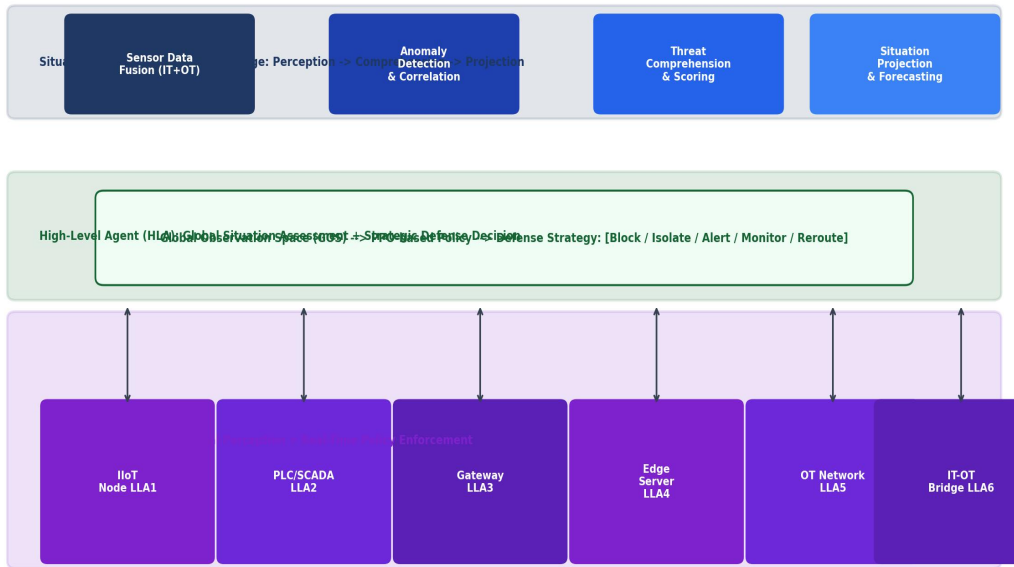 Situa
ge: Perception -> Compre > Projection
Sensor Data
Fusion (IT+OT)
Anomaly
Detection
& Correlation
Threat
Comprehension
& Scoring
Situation
Projection
& Forecasting
High-Level Agent (HLA): Global Situation Assessment + Strategic Defense Decision
Global Observation Space (GOS) --> PPO-Based Policy --> Defense Strategy: [Block / Isolate / Alert / Monitor / Reroute]
Enforcement
IIoT
Node LLA1
PLC/SCADA
LLA2
Gateway
LLA3
Edge
Server
LLA4
OT Network
LLA5
IT-OT
Bridge LLA6